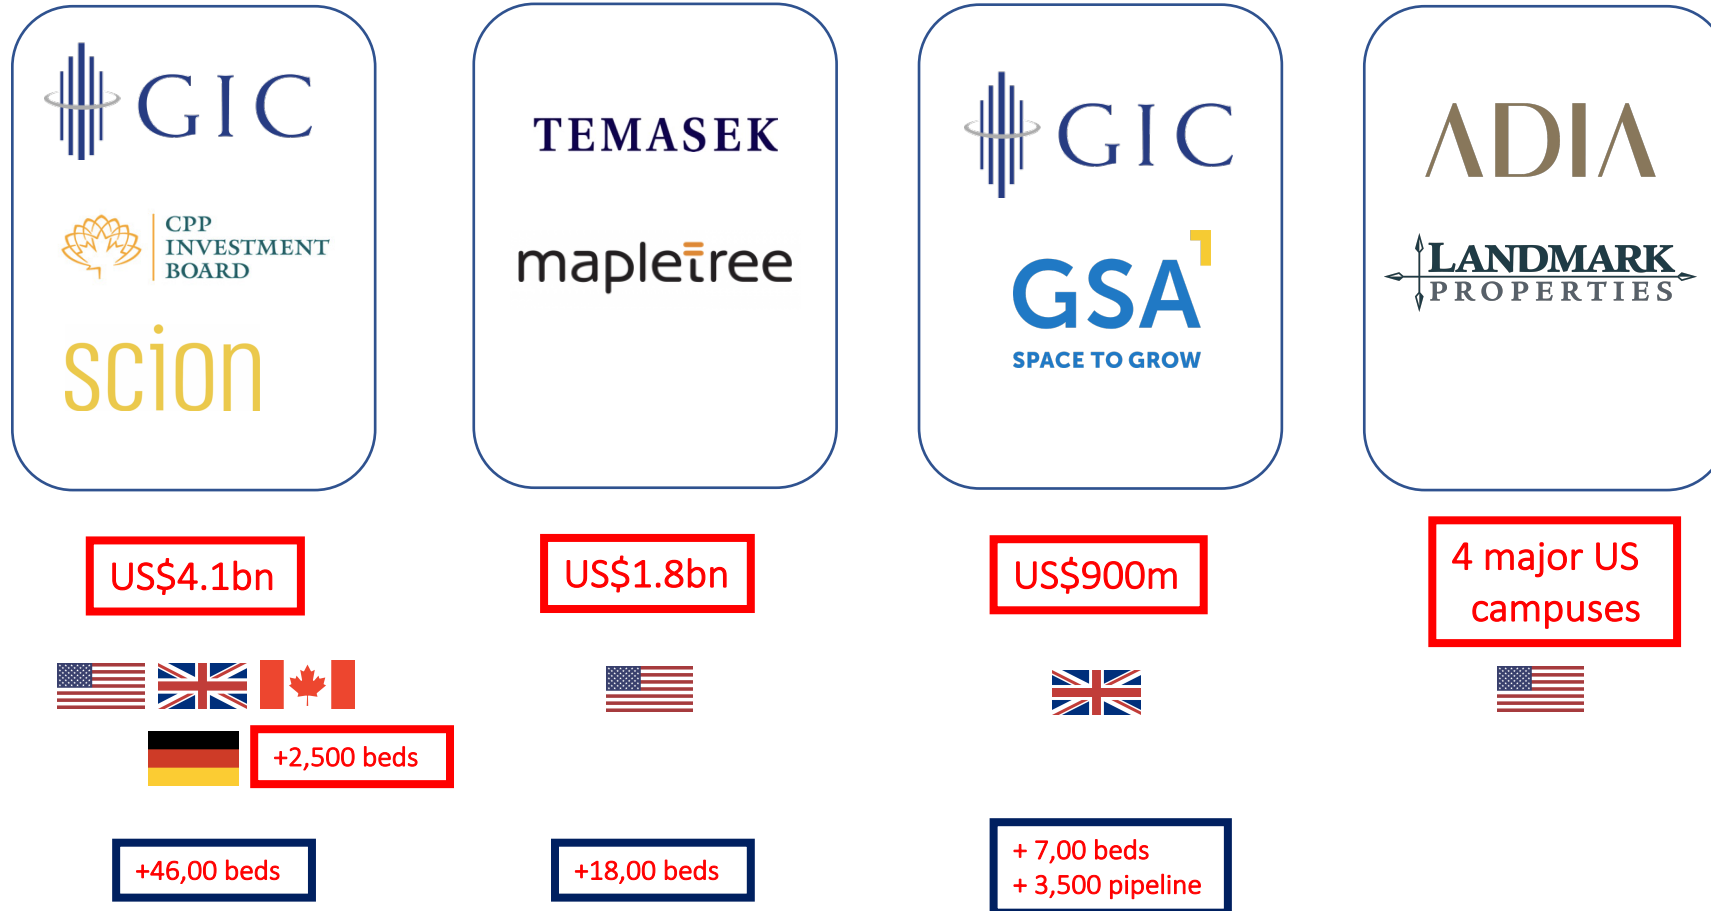 GIC
CPP
INVESTMENT
BOARD
scion
TEMASEK
mapletree
GIC
GSA
SPACE TO GROW
ADIA
LANDMARK
PROPERTIES
US$4.1bn
US$1.8bn
US$900m
4 major US
campuses
+2,500 beds
+46,00 beds
+18,00 beds
+ 7,00 beds
+ 3,500 pipeline